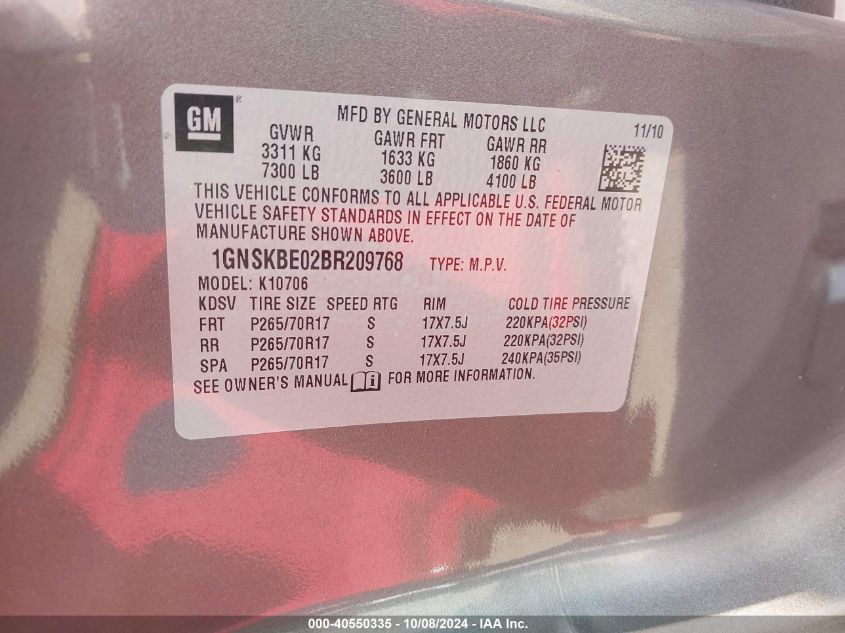 GM
MFD BY GENERAL MOTORS LLC
11/10
GVWR GAWR FRT GAWR RR
3311 KG 1633 KG 1860 KG
7300 LB 3600 LB 4100 LB
THIS VEHICLE CONFORMS TO ALL APPLICABLE U.S. FEDERAL MOTOR
VEHICLE SAFETY STANDARDS IN EFFECT ON THE DATE OF
MANUFACTURE SHOWN ABOVE.
1GNSKBE02BR209768 TYPE: M.P.V.
MODEL: K10706
KDSV TIRE SIZE SPEED RTG RIM COLD TIRE PRESSURE
FRT P265/70R17 S 17X7.5J 220KPA(32PSI)
RR P265/70R17 S 17X7.5J 220KPA(32PSI)
SPA P265/70R17 S 17X7.5J 240KPA(35PSI)
SEE OWNER'S MANUAL FOR MORE INFORMATION.
000-40550335 - 10/08/2024 - IAA Inc.